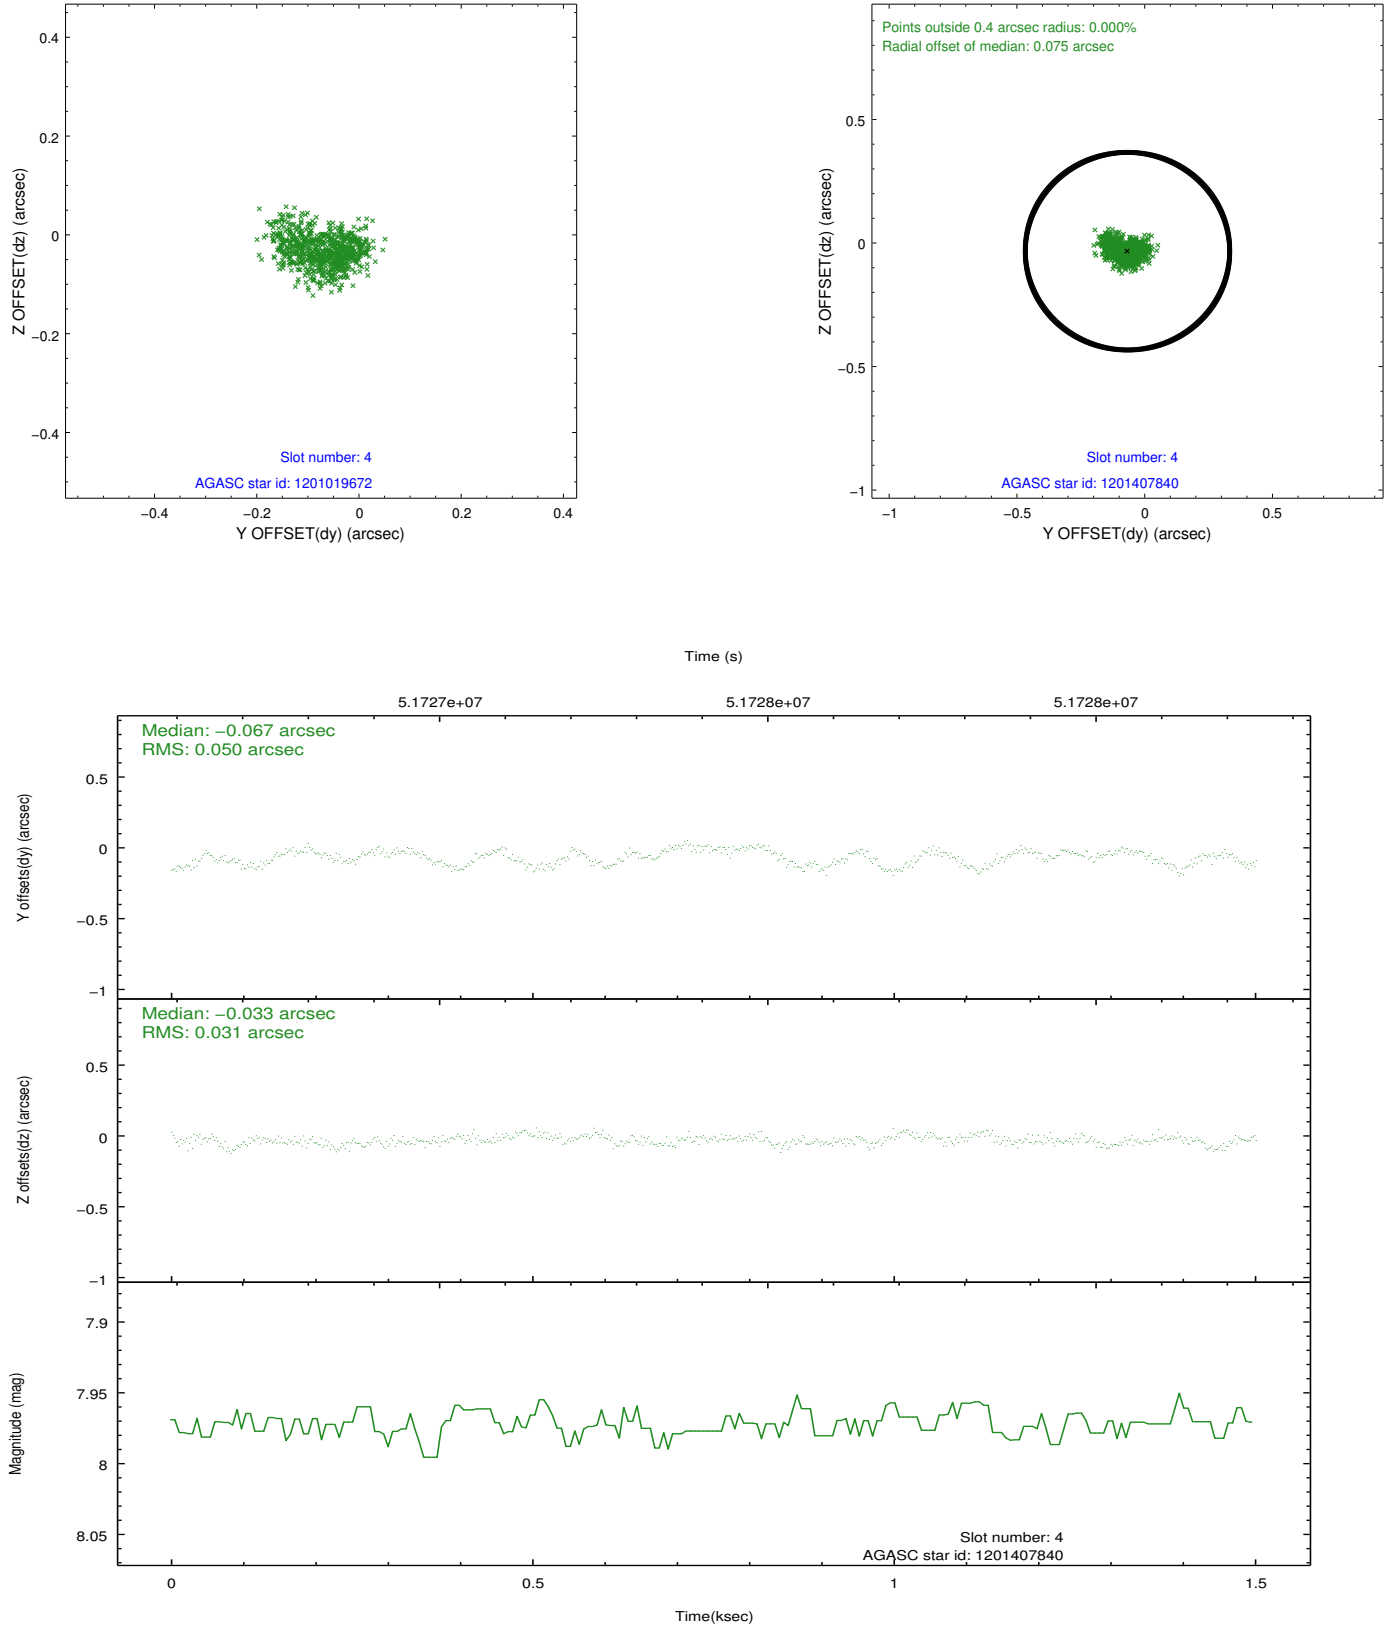 0.4
0.2
0
−0.2
−0.4
Z OFFSET(dz) (arcsec)
Slot number: 4
AGASC star id: 1201019672
−0.4
−0.2
0
0.2
0.4
Y OFFSET(dy) (arcsec)
Points outside 0.4 arcsec radius: 0.000%
Radial offset of median: 0.075 arcsec
0.5
0
−0.5
−1
Z OFFSET(dz) (arcsec)
Slot number: 4
AGASC star id: 1201407840
−1
−0.5
0
0.5
Y OFFSET(dy) (arcsec)
Time (s)
5.1727e+07
5.1728e+07
5.1728e+07
Median: −0.067 arcsec
RMS: 0.050 arcsec
0.5
0
−0.5
−1
Y offsets(dy) (arcsec)
Median: −0.033 arcsec
RMS: 0.031 arcsec
0.5
0
−0.5
−1
Z offsets(dz) (arcsec)
7.9
7.95
8
8.05
Magnitude (mag)
Slot number: 4
AGASC star id: 1201407840
0
0.5
1
1.5
Time(ksec)